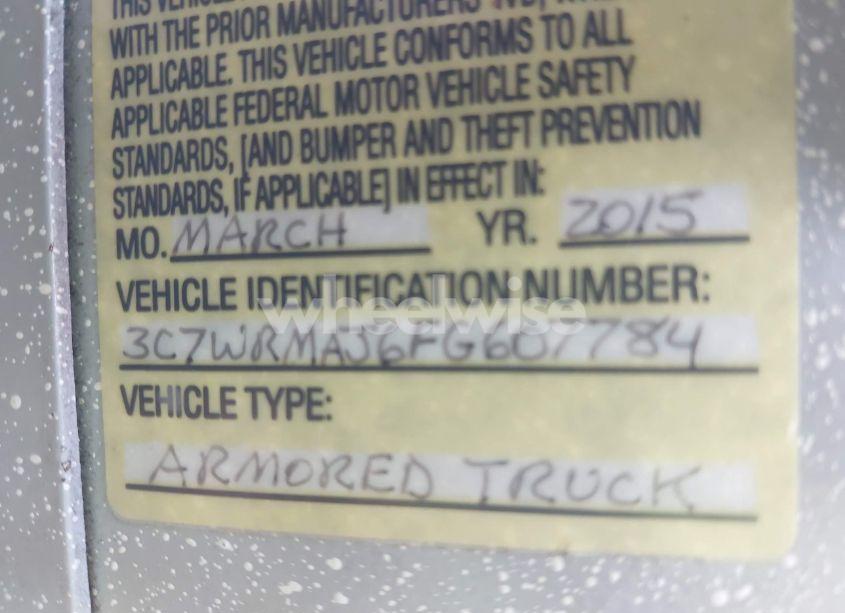 THIS VEHICLE
WITH THE PRIOR MANUFACTURERS'
APPLICABLE. THIS VEHICLE CONFORMS TO ALL
APPLICABLE FEDERAL MOTOR VEHICLE SAFETY
STANDARDS, [AND BUMPER AND THEFT PREVENTION
STANDARDS, IF APPLICABLE] IN EFFECT IN:
MO. MARCH YR. 2015
VEHICLE IDENTIFICATION NUMBER:
wheelwise
3C7WRMAJ6FG607784
VEHICLE TYPE:
ARMORED TRUCK